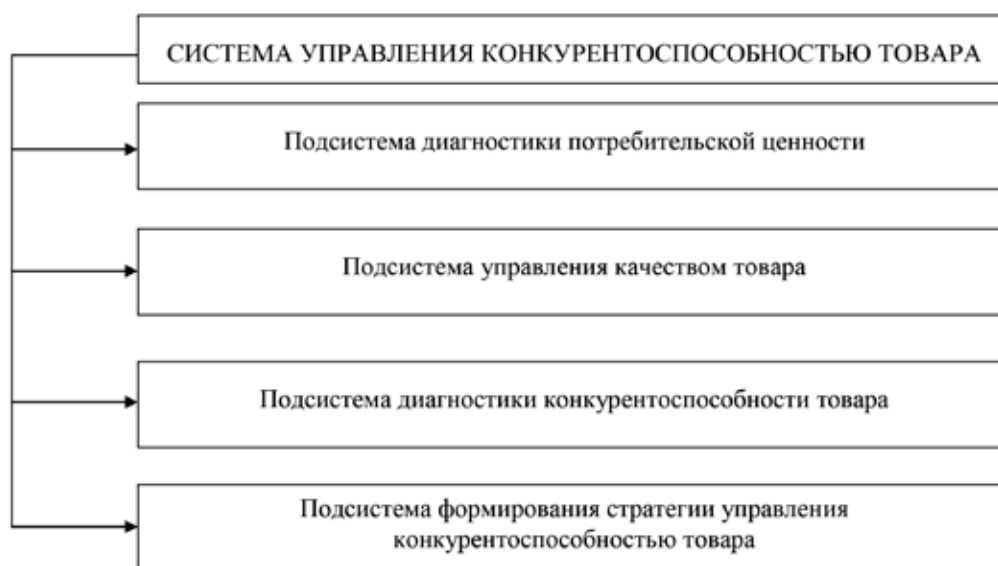 СИСТЕМА УПРАВЛЕНИЯ КОНКУРЕНТОСПОСОБНОСТЬЮ ТОВАРА
Подсистема диагностики потребительской ценности
Подсистема управления качеством товара
Подсистема диагностики конкурентоспособности товара
Подсистема формирования стратегии управления
конкурентоспособностью товара